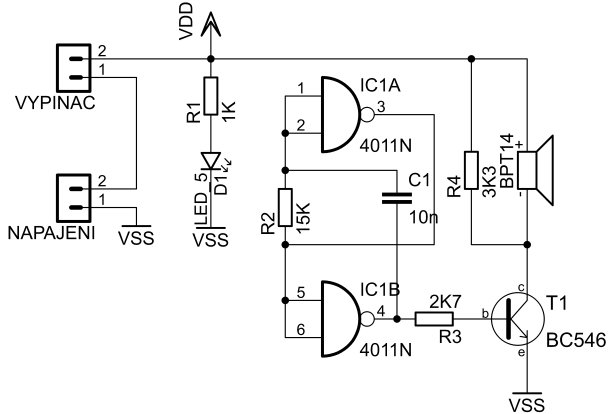 VDD
2
1
VYPINAC
R1
1K
LED_5
D1
VSS
2
1
NAPAJENI
VSS
1
2
IC1A
3
4011N
R2
15K
C1
10n
5
6
IC1B
4
4011N
2K7
R3
R4
3K3
BPT14
+
-
c
b
e
T1
BC546
VSS